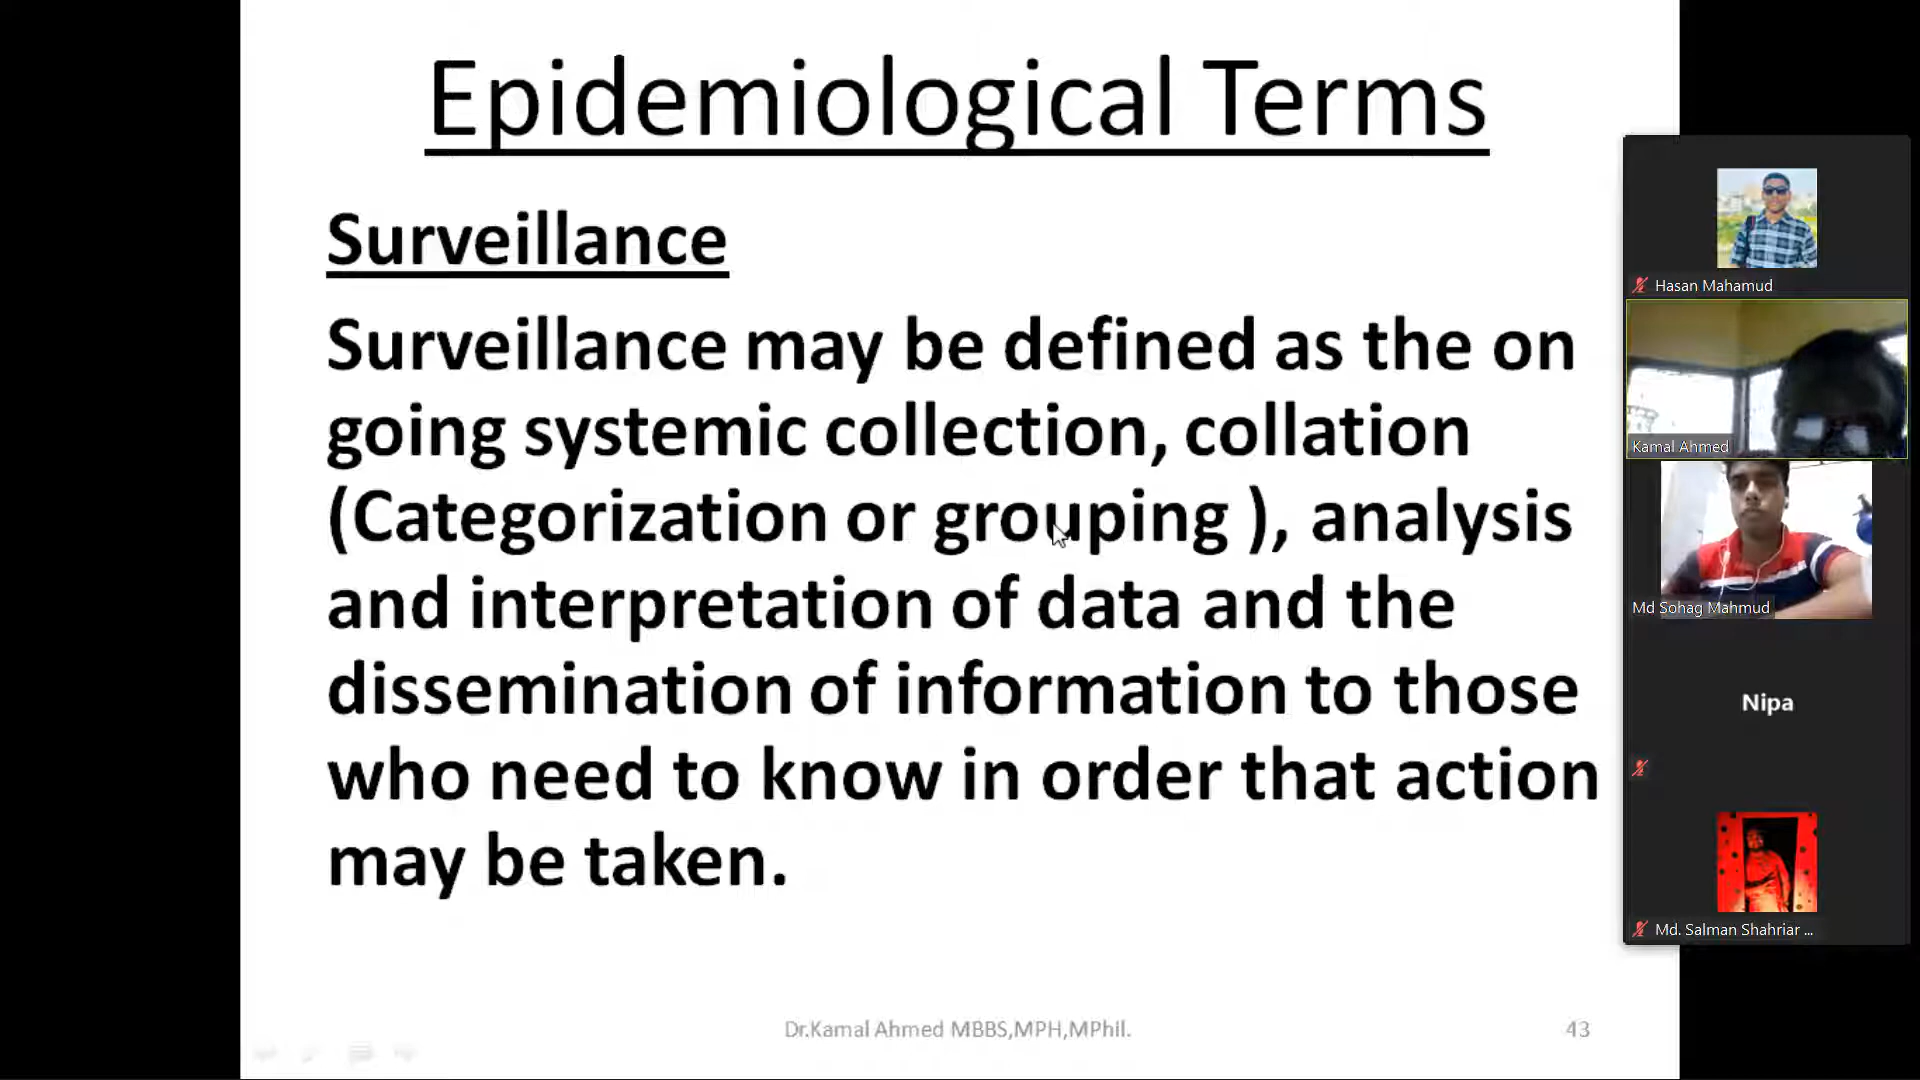 Epidemiological Terms
Surveillance
Surveillance may be defined as the on
going systemic collection, collation
(Categorization or grouping ), analysis
and interpretation of data and the
dissemination of information to those
who need to know in order that action
may be taken.
Dr.Kamal Ahmed MBBS,MPH,MPhil.
43
Hasan Mahamud
Kamal Ahmed
Md Sohag Mahmud
Nipa
Md. Salman Shahriar ...